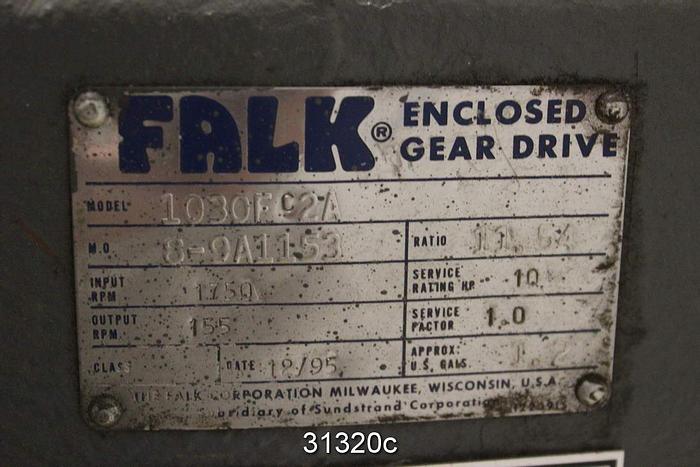 FALK® ENCLOSED
GEAR DRIVE
MODEL 1030FC2A
M.O. 8-9A1153
RATIO
INPUT RPM 1750
SERVICE RATING HP. 10
OUTPUT RPM 155
SERVICE FACTOR 1.0
CLASS
DATE 12/95
APPROX. U.S. GALS. 1.2
THE FALK CORPORATION MILWAUKEE, WISCONSIN, U.S.A.
of Sundstrand Corporation
31320c